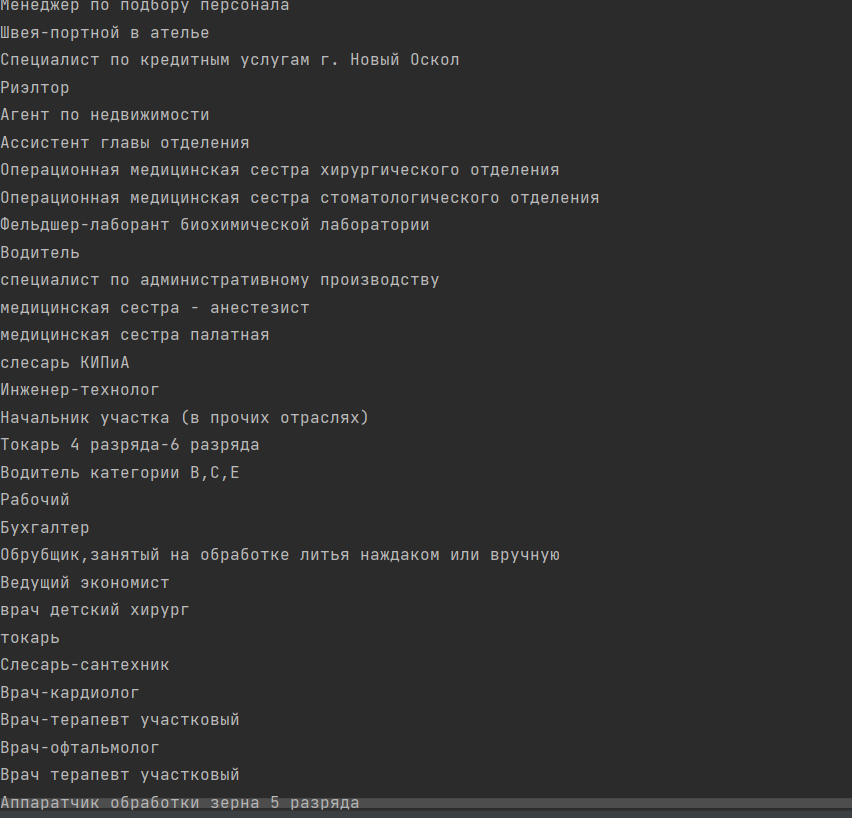 Менеджер по подбору персонала
Швея-портной в ателье
Специалист по кредитным услугам г. Новый Оскол
Риэлтор
Агент по недвижимости
Ассистент главы отделения
Операционная медицинская сестра хирургического отделения
Операционная медицинская сестра стоматологического отделения
Фельдшер-лаборант биохимической лаборатории
Водитель
специалист по административному производству
медицинская сестра - анестезист
медицинская сестра палатная
слесарь КИПиА
Инженер-технолог
Начальник участка (в прочих отраслях)
Токарь 4 разряда-6 разряда
Водитель категории В,С,Е
Рабочий
Бухгалтер
Обрубщик,занятый на обработке литья наждаком или вручную
Ведущий экономист
врач детский хирург
токарь
Слесарь-сантехник
Врач-кардиолог
Врач-терапевт участковый
Врач-офтальмолог
Врач терапевт участковый
Аппаратчик обработки зерна 5 разряда